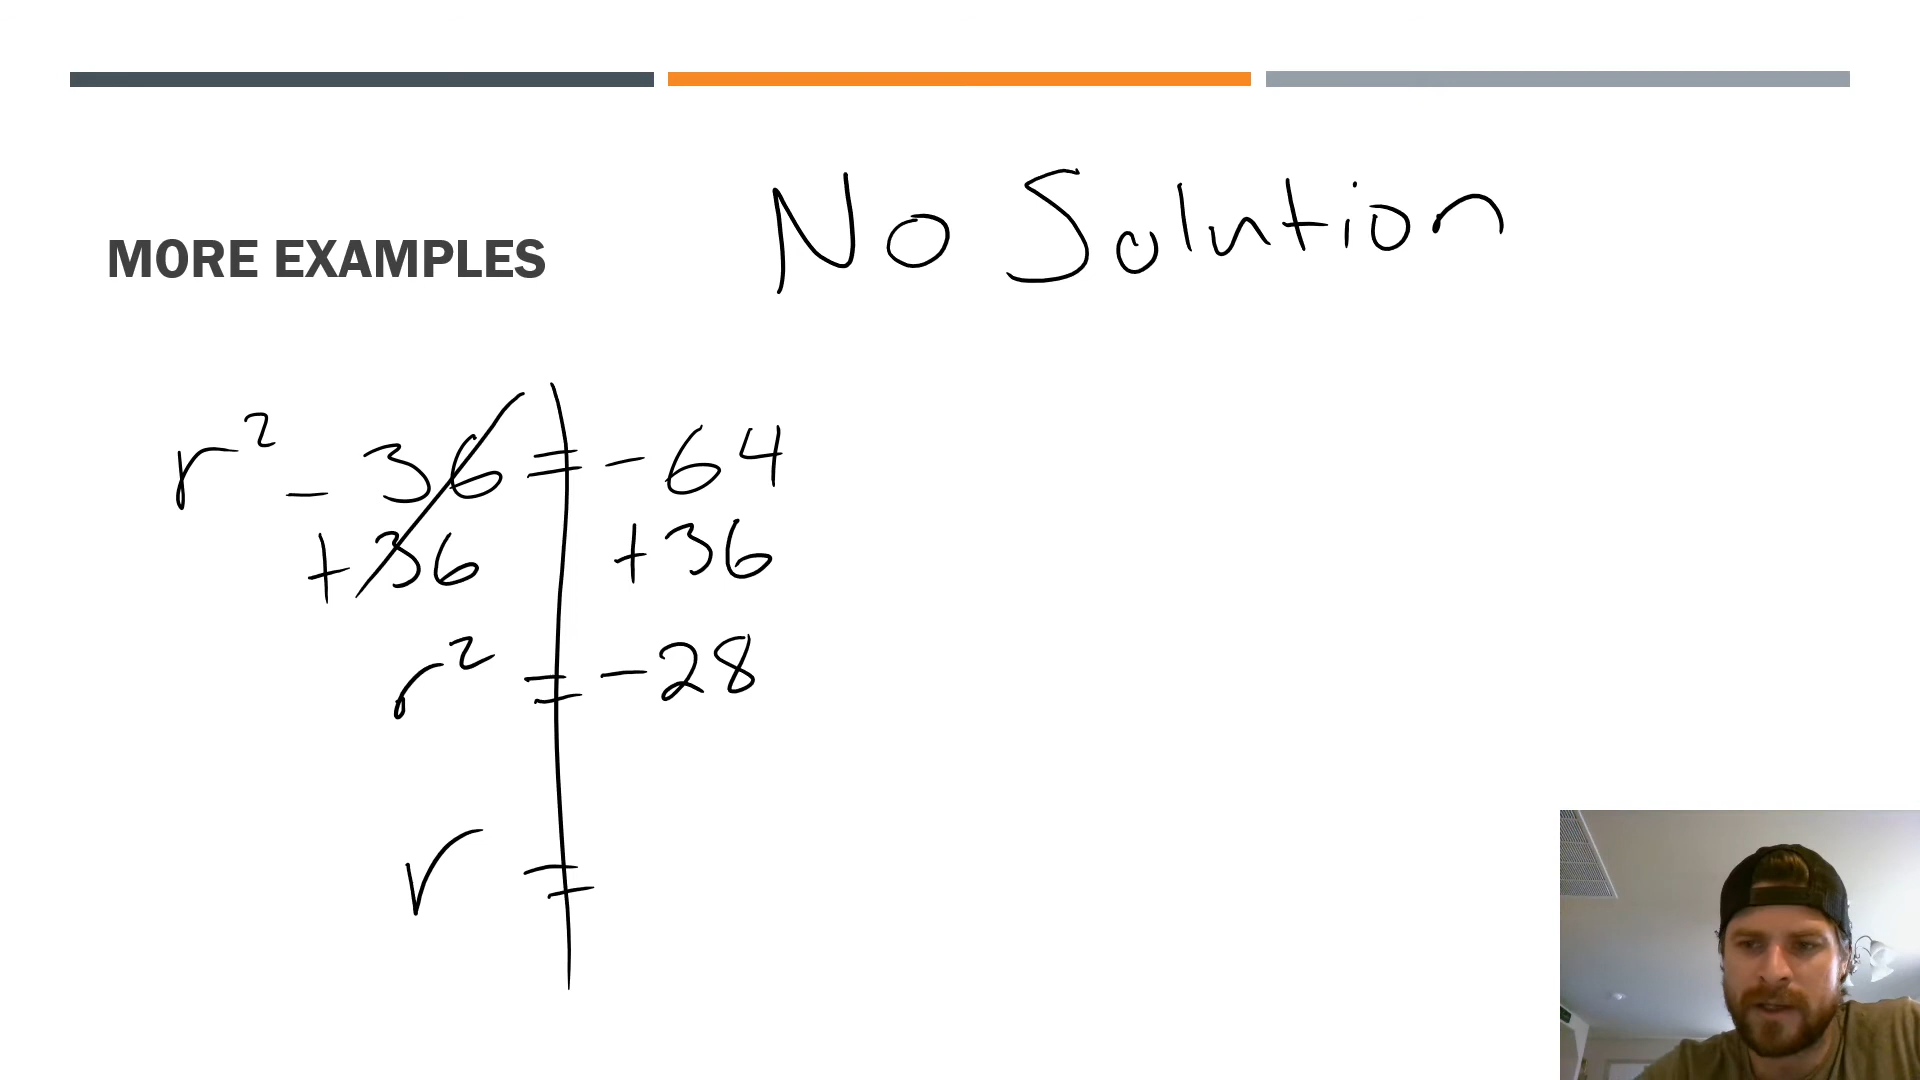 No Solution
MORE EXAMPLES
r² - 36 = -64
+36 +36
r² = -28
r =